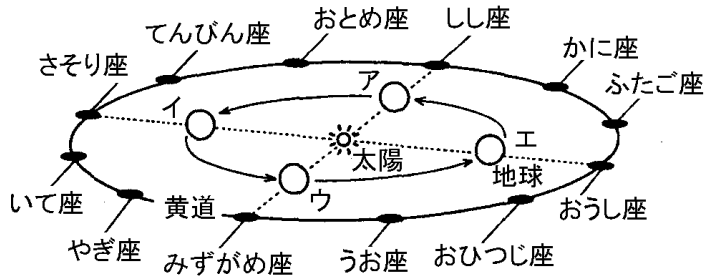 おとめ座
しし座
てんびん座
かに座
さそり座
ア
ふたご座
イ
エ
太陽
地球
いて座
黄道
ウ
おうし座
やぎ座
みずがめ座
うお座
おひつじ座